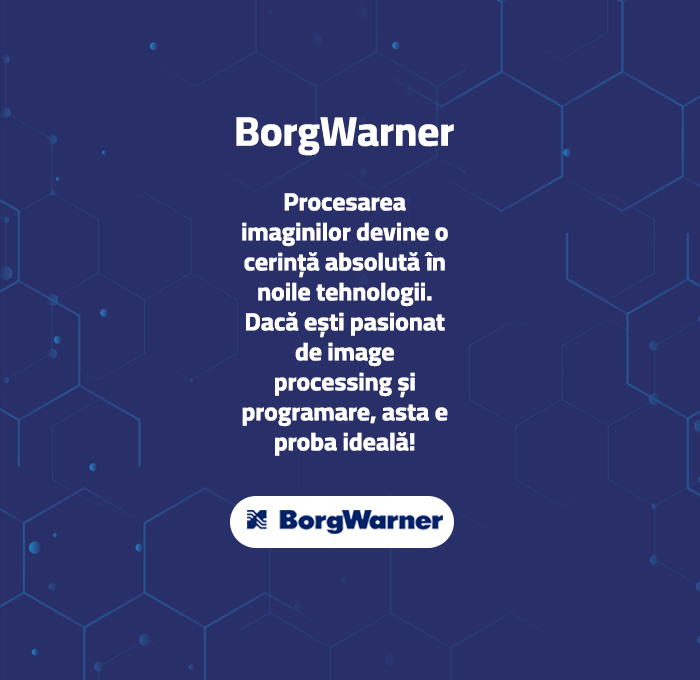 BorgWarner
Procesarea
imaginilor devine o
cerință absolută în
noile tehnologii.
Dacă ești pasionat
de image
processing și
programare, asta e
proba ideală!
BorgWarner